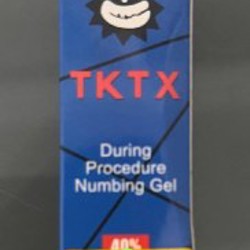 TKTX
During
Procedure
Numbing Gel
40%